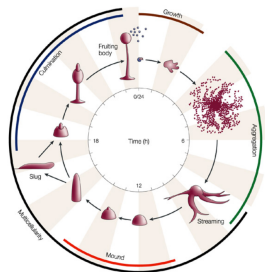 Growth
Fruiting
body
Culmination
0/24
Aggregation
18
Time (h)
6
12
Slug
Streaming
Multicellularity
Mound